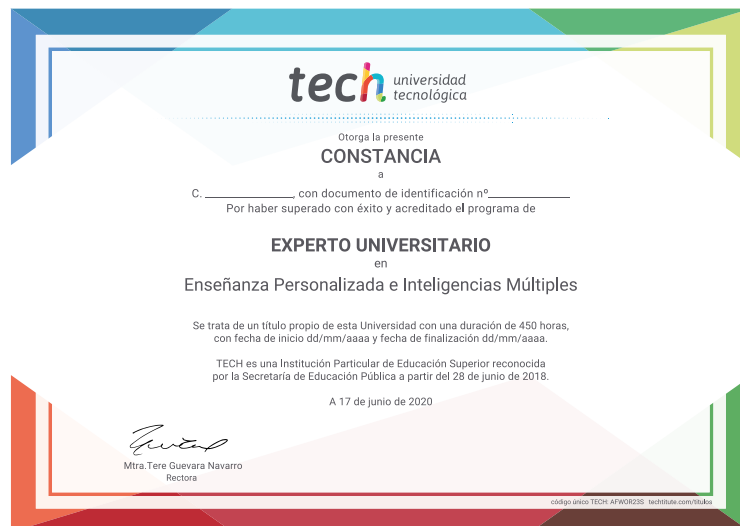 tech universidad
tecnológica
Otorga la presente
CONSTANCIA
a
C. ______________, con documento de identificación nº______________
Por haber superado con éxito y acreditado el programa de
EXPERTO UNIVERSITARIO
en
Enseñanza Personalizada e Inteligencias Múltiples
Se trata de un título propio de esta Universidad con una duración de 450 horas,
con fecha de inicio dd/mm/aaaa y fecha de finalización dd/mm/aaaa.
TECH es una Institución Particular de Educación Superior reconocida
por la Secretaría de Educación Pública a partir del 28 de junio de 2018.
A 17 de junio de 2020
Mtra.Tere Guevara Navarro
Rectora
código único TECH: AFWOR23S techtitute.com/titulos